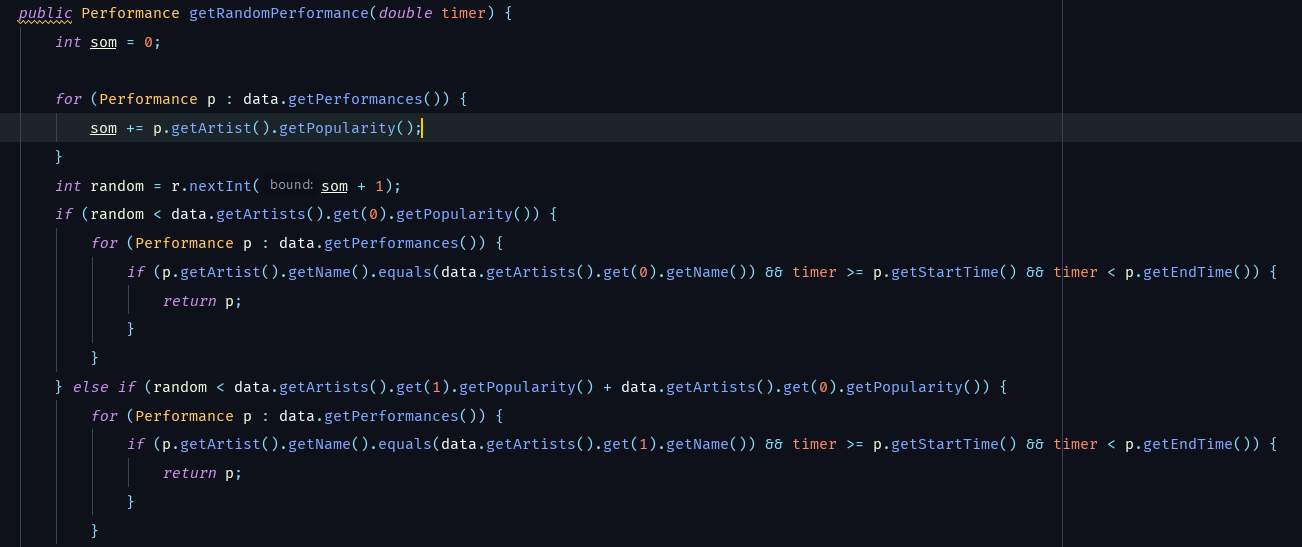 public Performance getRandomPerformance(double timer) {
    int som = 0;

    for (Performance p : data.getPerformances()) {
        som += p.getArtist().getPopularity();
    }
    int random = r.nextInt( bound: som + 1);
    if (random < data.getArtists().get(0).getPopularity()) {
        for (Performance p : data.getPerformances()) {
            if (p.getArtist().getName().equals(data.getArtists().get(0).getName()) && timer >= p.getStartTime() && timer < p.getEndTime()) {
                return p;
            }
        }
    } else if (random < data.getArtists().get(1).getPopularity() + data.getArtists().get(0).getPopularity()) {
        for (Performance p : data.getPerformances()) {
            if (p.getArtist().getName().equals(data.getArtists().get(1).getName()) && timer >= p.getStartTime() && timer < p.getEndTime()) {
                return p;
            }
        }